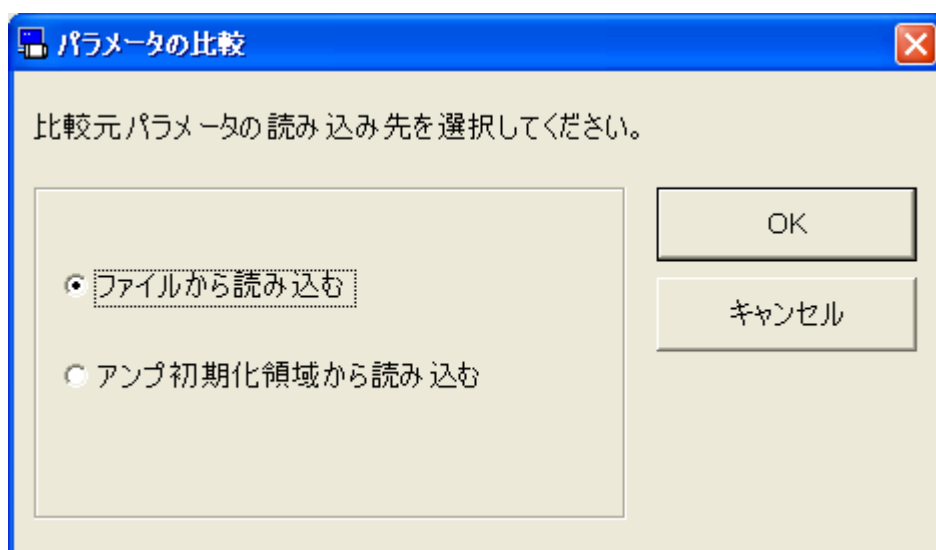 パラメータの比較
比較元パラメータの読み込み先を選択してください。
OK
ファイルから読み込む
キャンセル
アンプ初期化領域から読み込む